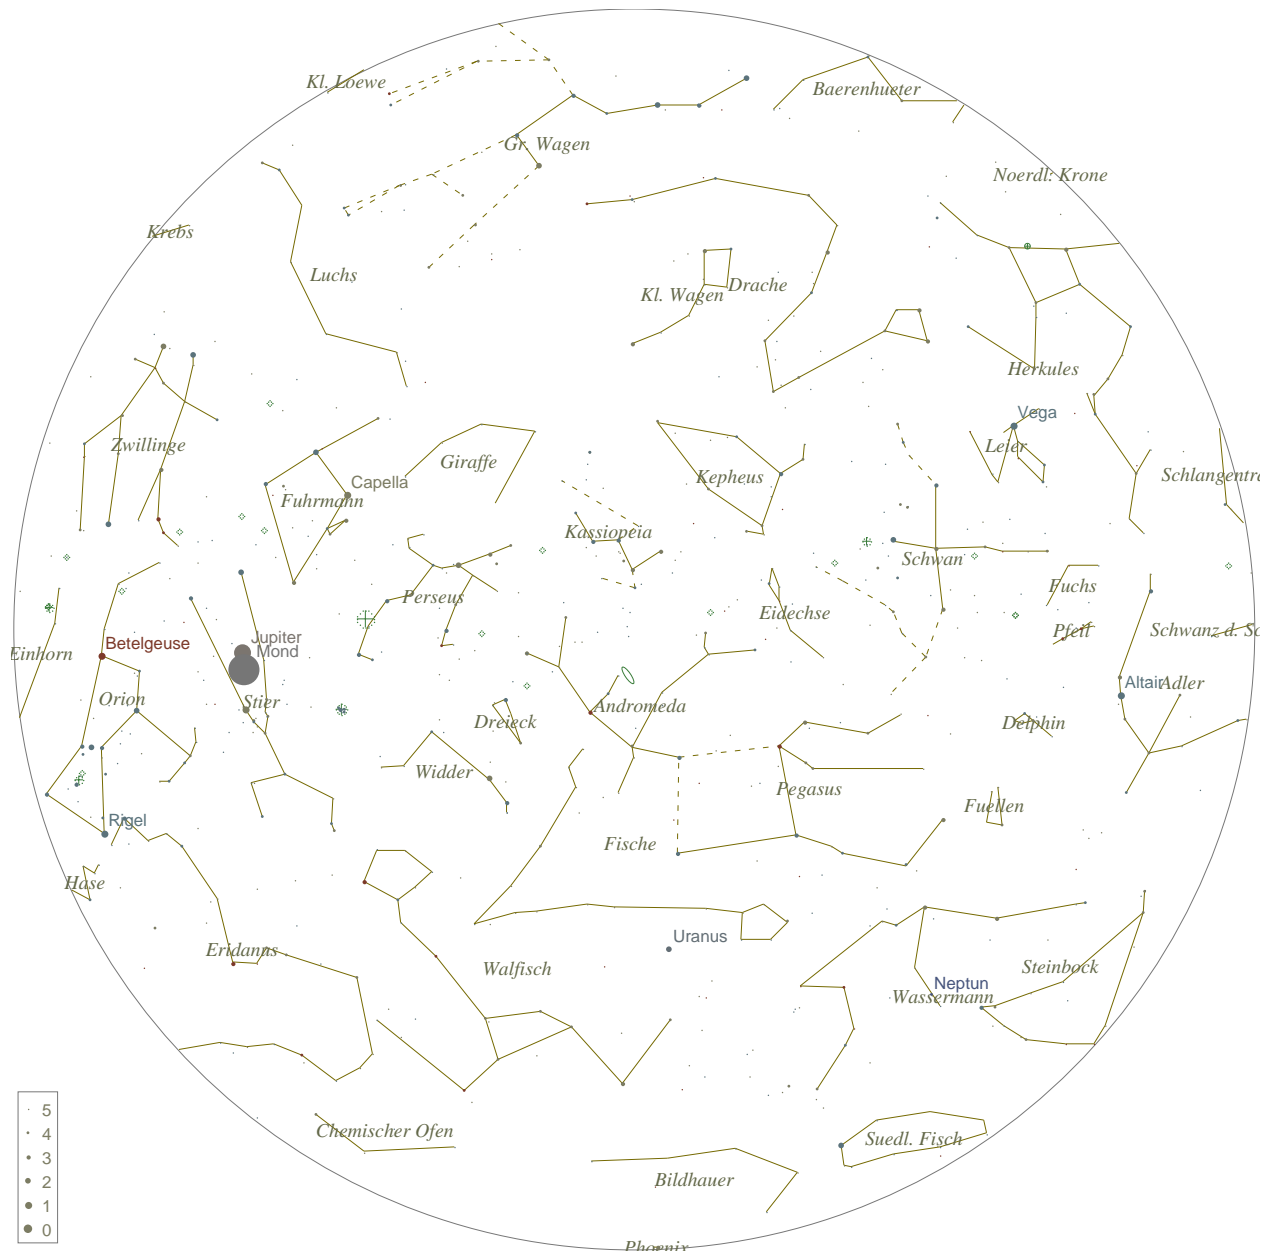 Kl. Loewe
Baerenhueter
Gr. Wagen
Noerdl. Krone
Krebs
Luchs
Drache
Kl. Wagen
Herkules
Vega
Zwillinge
Leier
Giraffe
Kepheus
Schlangentr
Capella
Fuhrmann
Kassiopeia
Schwan
Fuchs
Perseus
Eidechse
Pfeil
Schwanz d. Sc
Jupiter
Betelgeuse
Mond
Einhorn
Altair
Adler
Orion
Stier
Andromeda
Dreieck
Delphin
Widder
Pegasus
Fuellen
Rigel
Fische
Hase
Uranus
Eridanus
Walfisch
Steinbock
Neptun
Wassermann
5
4
3
2
1
0
Chemischer Ofen
Suedl. Fisch
Bildhauer
Phoenix